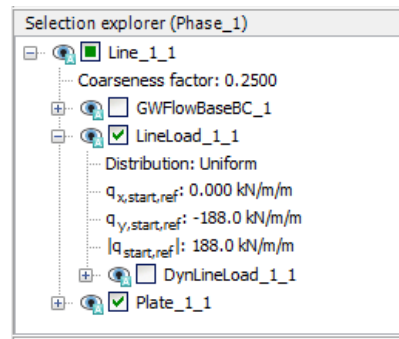 Selection explorer (Phase_1)
Line_1_1
Coarseness factor: 0.2500
GWFlowBaseBC_1
LineLoad_1_1
Distribution: Uniform
qx,start,ref: 0.000 kN/m/m
qy,start,ref: -188.0 kN/m/m
|qstart,ref|: 188.0 kN/m/m
DynLineLoad_1_1
Plate_1_1